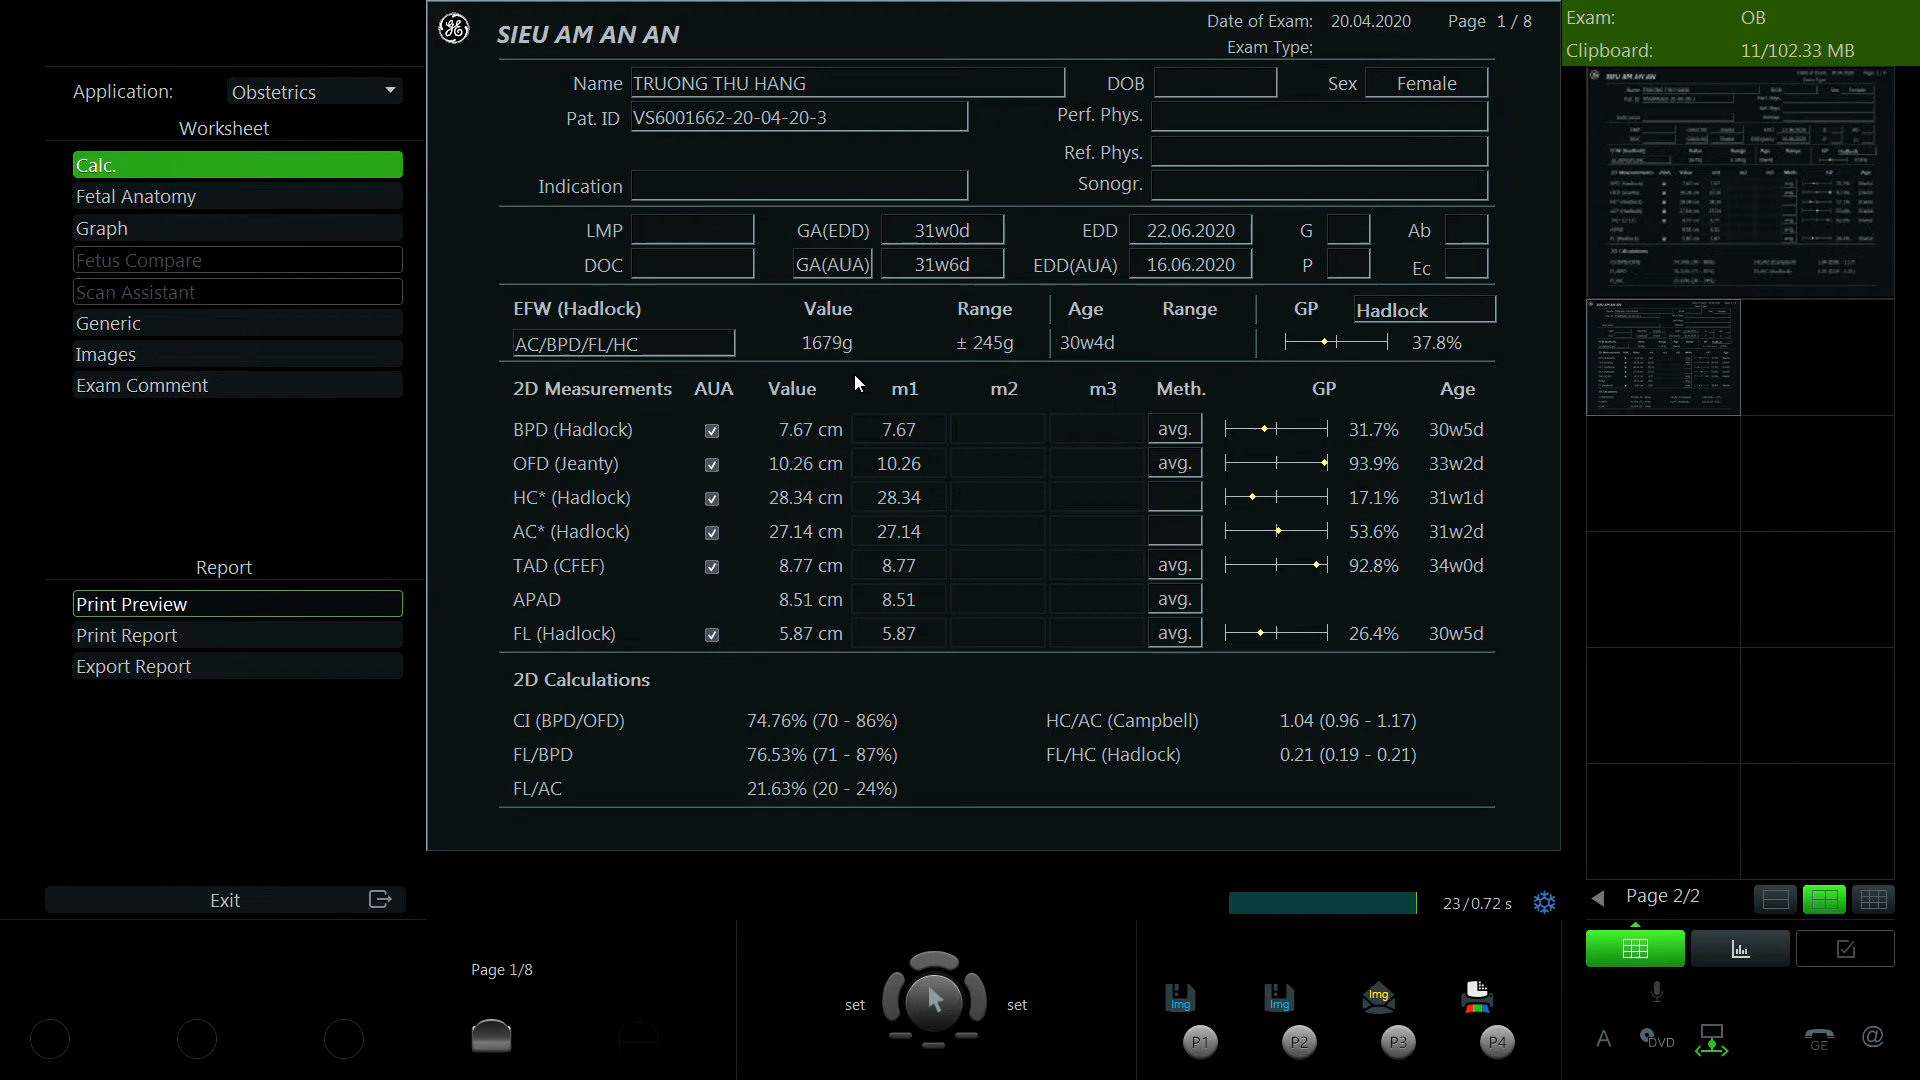 SIEU AM AN AN
Date of Exam: 20.04.2020 Page 1 / 8
Exam Type:
Exam: OB
Clipboard: 11/102.33 MB
Application: Obstetrics
Worksheet
Calc.
Fetal Anatomy
Graph
Fetus Compare
Scan Assistant
Generic
Images
Exam Comment
Report
Print Preview
Print Report
Export Report
Exit
Name TRUONG THU HANG DOB Sex Female
Pat. ID VS6001662-20-04-20-3 Perf. Phys.
Ref. Phys.
Indication Sonogr.
LMP GA(EDD) 31w0d EDD 22.06.2020 G Ab
DOC GA(AUA) 31w6d EDD(AUA) 16.06.2020 P Ec
EFW (Hadlock) Value Range Age Range GP Hadlock
AC/BPD/FL/HC 1679g ± 245g 30w4d 37.8%
2D Measurements AUA Value m1 m2 m3 Meth. GP Age
BPD (Hadlock) 7.67 cm 7.67 avg. 31.7% 30w5d
OFD (Jeanty) 10.26 cm 10.26 avg. 93.9% 33w2d
HC* (Hadlock) 28.34 cm 28.34 17.1% 31w1d
AC* (Hadlock) 27.14 cm 27.14 53.6% 31w2d
TAD (CFEF) 8.77 cm 8.77 avg. 92.8% 34w0d
APAD 8.51 cm 8.51 avg.
FL (Hadlock) 5.87 cm 5.87 avg. 26.4% 30w5d
2D Calculations
CI (BPD/OFD) 74.76% (70 - 86%) HC/AC (Campbell) 1.04 (0.96 - 1.17)
FL/BPD 76.53% (71 - 87%) FL/HC (Hadlock) 0.21 (0.19 - 0.21)
FL/AC 21.63% (20 - 24%)
23/0.72 s
Page 2/2
Page 1/8
set set
Img Img Img
P1 P2 P3 P4
A DVD GE @